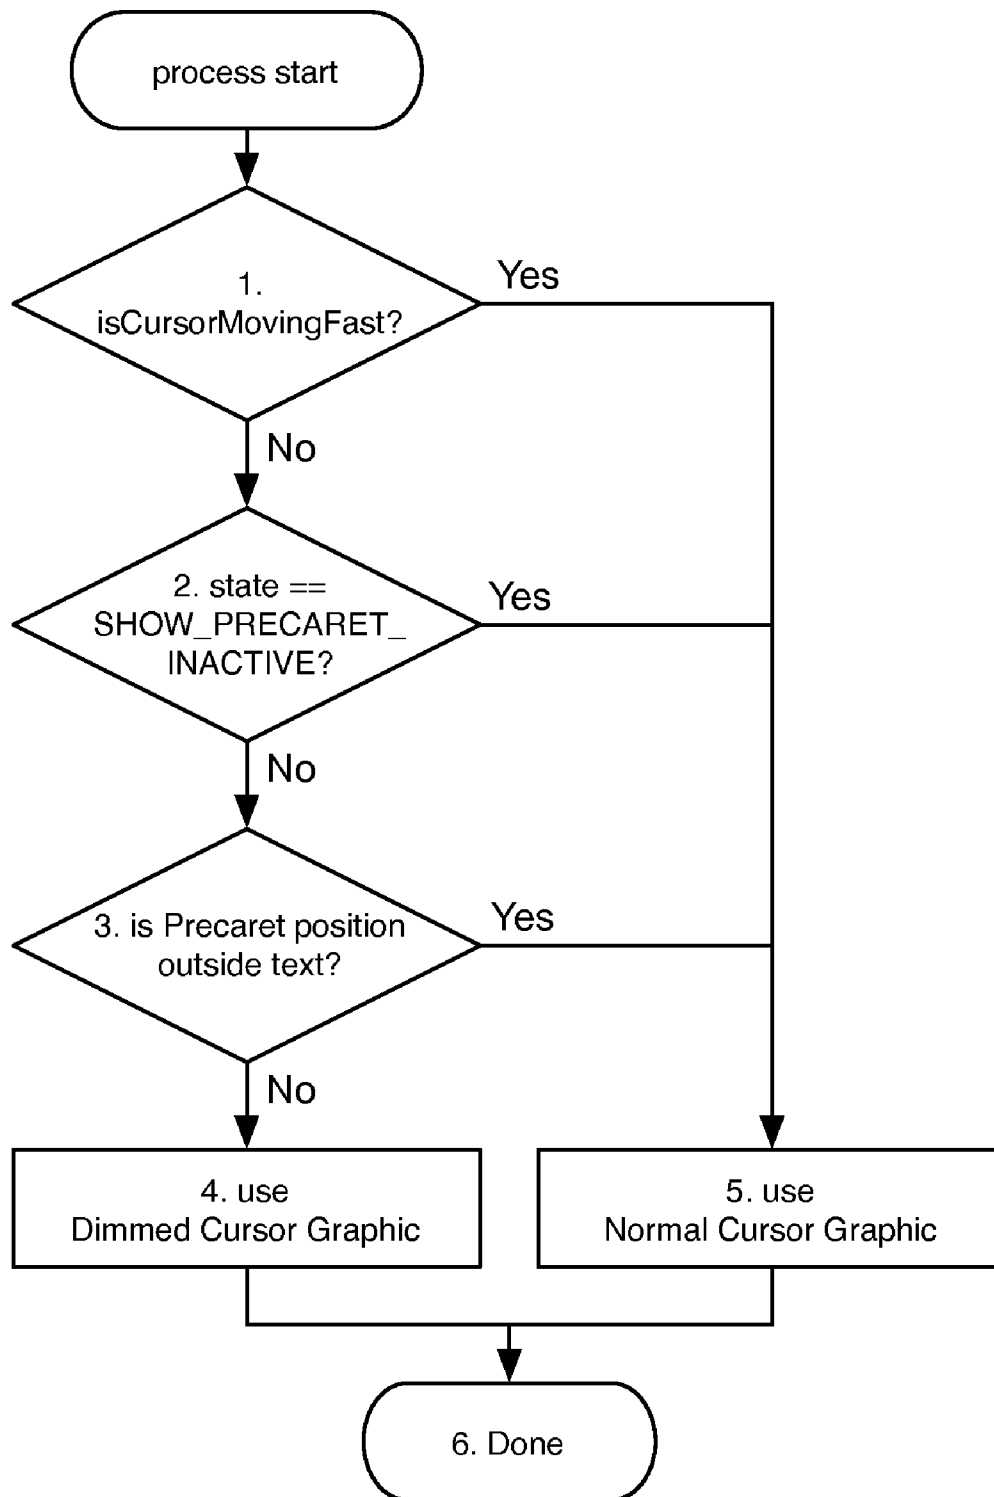 process start
1.
isCursorMovingFast?
Yes
No
2. state ==
SHOW_PRECARET_
INACTIVE?
Yes
No
3. is Precaret position
outside text?
Yes
No
4. use
Dimmed Cursor Graphic
5. use
Normal Cursor Graphic
6. Done